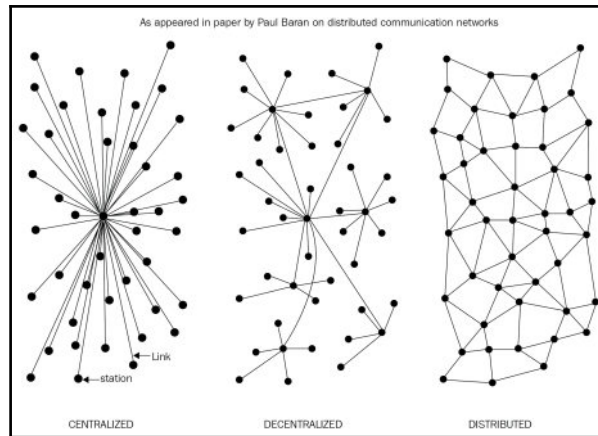 As appeared in paper by Paul Baran on distributed communication networks
Link
station
CENTRALIZED
DECENTRALIZED
DISTRIBUTED